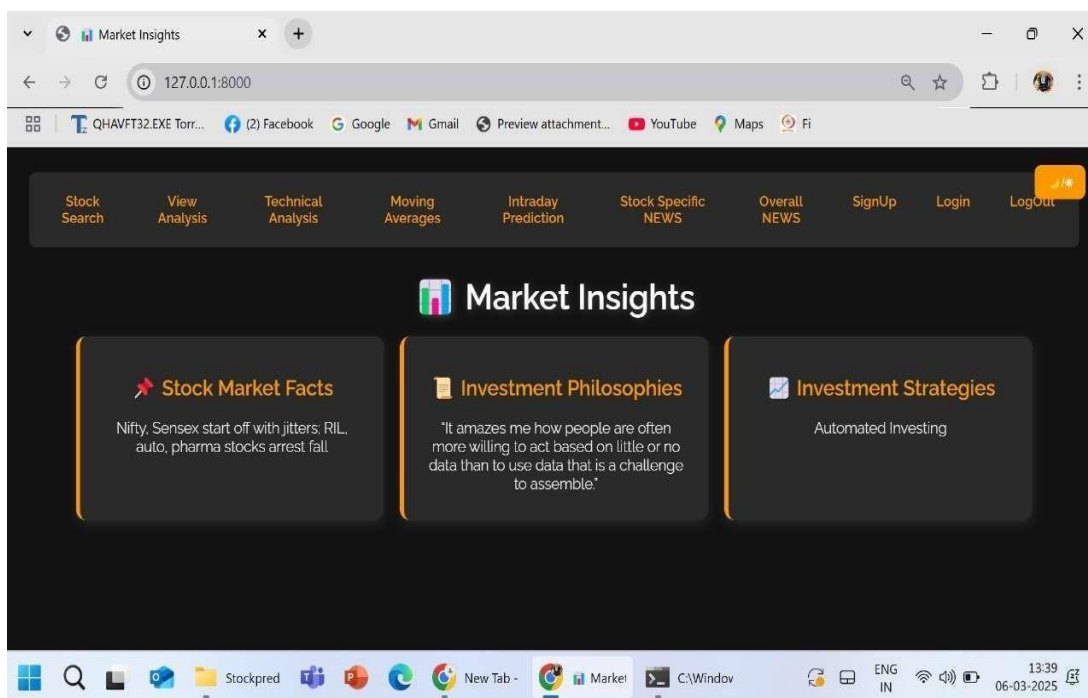 Market Insights
127.0.0.1:8000
QHAVFT32.EXE Torr... (2) Facebook Google Gmail Preview attachment... YouTube Maps Fi
Stock Search View Analysis Technical Analysis Moving Averages Intraday Prediction Stock Specific NEWS Overall NEWS SignUp Login LogOut
Market Insights
Stock Market Facts
Nifty, Sensex start off with jitters; RIL,
auto, pharma stocks arrest fall
Investment Philosophies
"It amazes me how people are often
more willing to act based on little or no
data than to use data that is a challenge
to assemble."
Investment Strategies
Automated Investing
Stockpred New Tab - Market C:\Windov ENG IN 13:39
06-03-2025